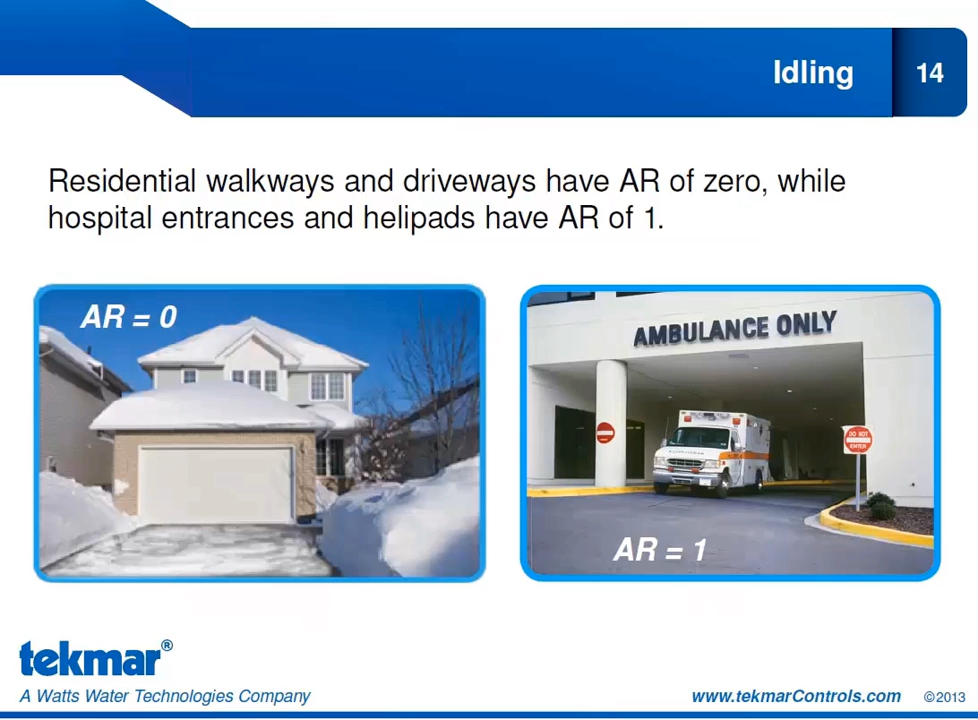 Idling
14
Residential walkways and driveways have AR of zero, while
hospital entrances and helipads have AR of 1.
AR = 0
AMBULANCE ONLY
DO NOT
ENTER
AR = 1
tekmar®
A Watts Water Technologies Company
www.tekmarControls.com ©2013